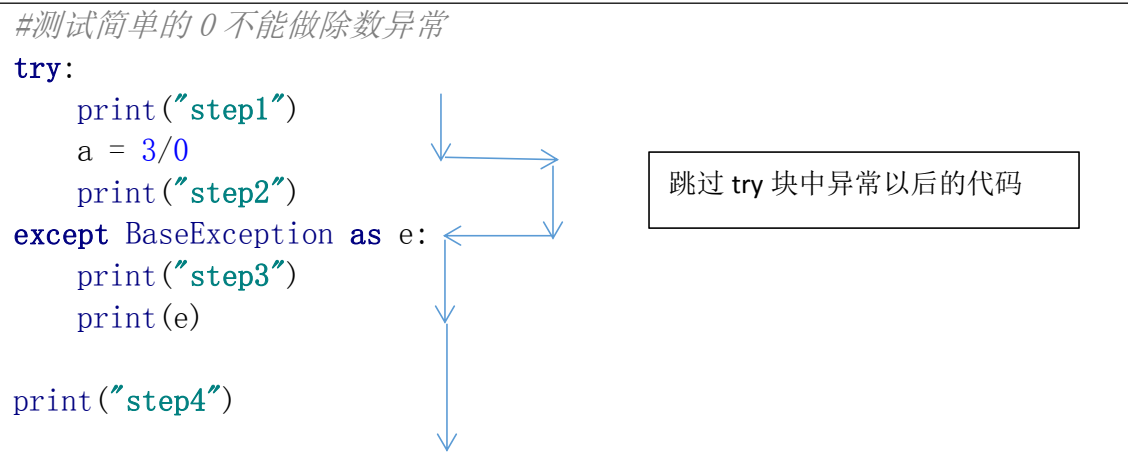 #测试简单的 0 不能做除数异常
try:
    print("step1")
    a = 3/0
    print("step2")
跳过 try 块中异常以后的代码
except BaseException as e:
    print("step3")
    print(e)
print("step4")